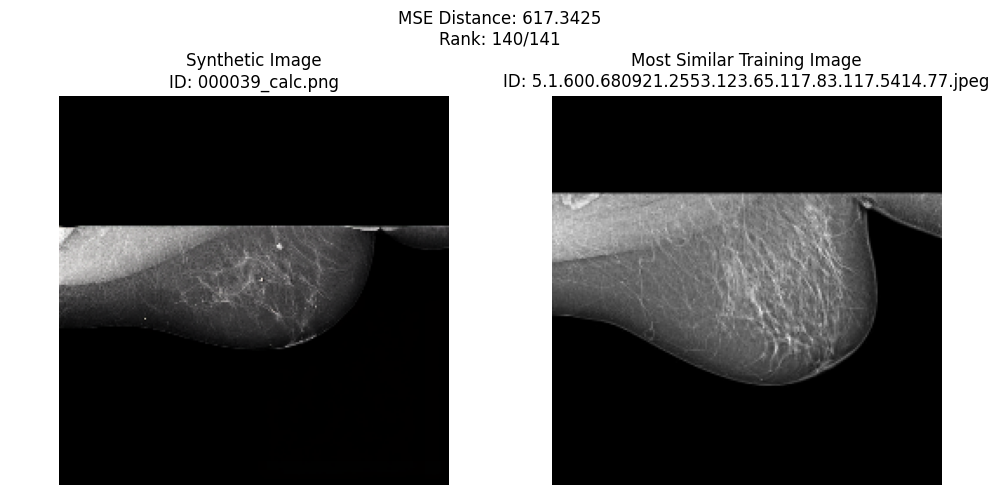 MSE Distance: 617.3425
Rank: 140/141
Synthetic Image
ID: 000039_calc.png
Most Similar Training Image
ID: 5.1.600.680921.2553.123.65.117.83.117.5414.77.jpeg